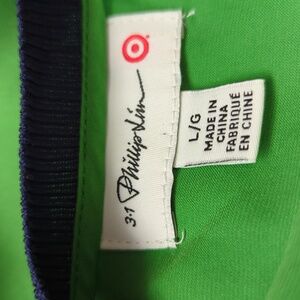 3.1 Phillip Lim
L/G
MADE IN
CHINA
FABRIQUÉ
EN CHINE